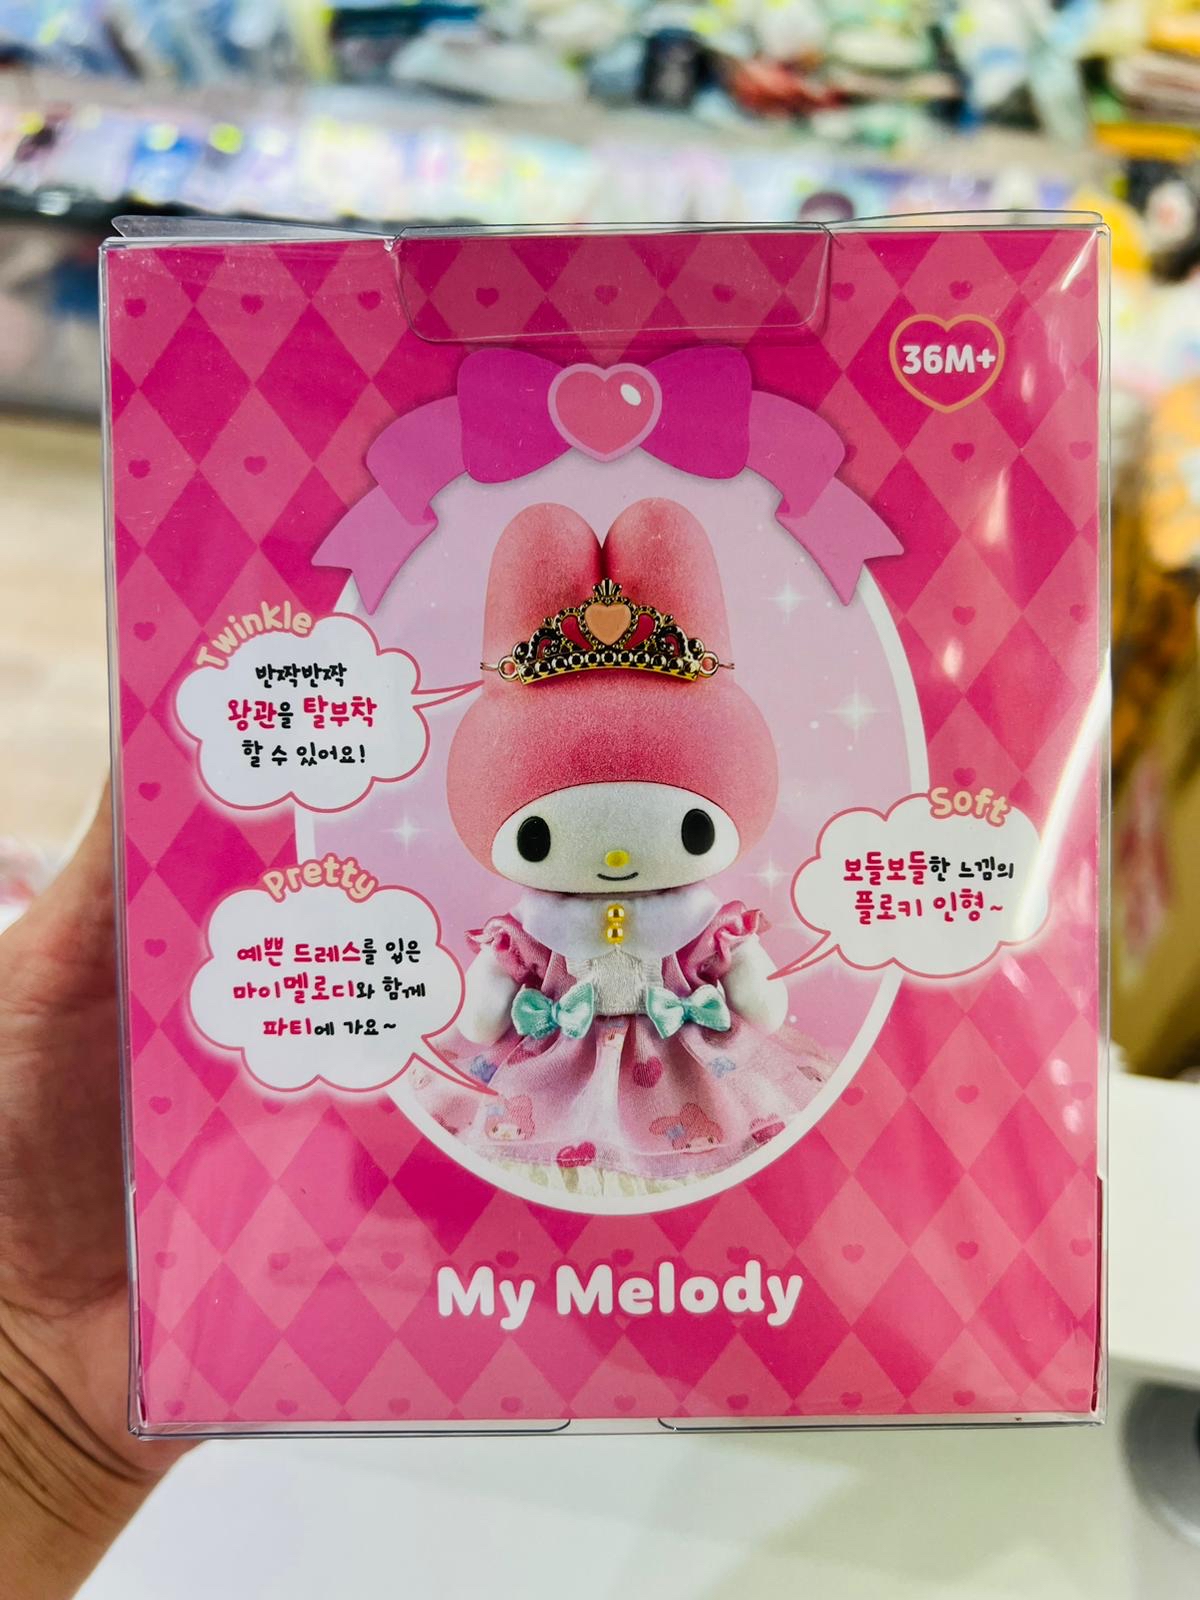 36M+
Twinkle
반짝반짝
왕관을 탈부착
할 수 있어요!
Soft
보들보들한 느낌의
플로키 인형~
Pretty
예쁜 드레스를 입은
마이멜로디와 함께
파티에 가요~
My Melody